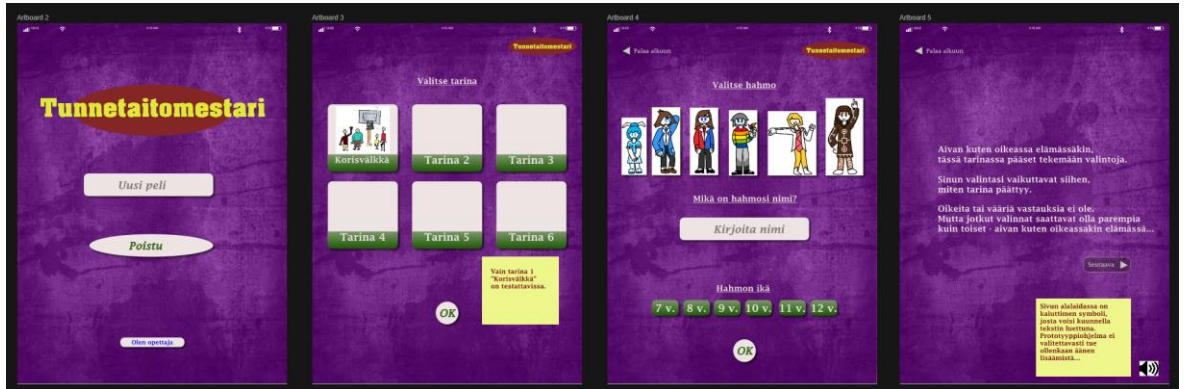 Artboard 2
Tunnetaitomestari
Uusi peli
Poistu
Olen opettaja
Artboard 3
Tunnetaitomestari
Valitse tarina
Korisvälkkä
Tarina 2
Tarina 3
Tarina 4
Tarina 5
Tarina 6
Vain tarina 1
"Korisvälkkä"
on testattavissa.
OK
Artboard 4
Palaa alkuun
Tunnetaitomestari
Valitse hahmo
Mikä on hahmosi nimi?
Kirjoita nimi
Hahmon ikä
7 v.
8 v.
9 v.
10 v.
11 v.
12 v.
OK
Artboard 5
Palaa alkuun
Aivan kuten oikeassa elämässäkin,
tässä tarinassa pääset tekemään valintoja.
Sinun valintasi vaikuttavat siihen,
miten tarina päättyy.
Oikeita tai vääriä vastauksia ei ole.
Mutta jotkut valinnat saattavat olla parempia
kuin toiset - aivan kuten oikeassakin elämässä...
Seuraava
Sivun alalaidassa on
kaiuttimen symboli,
josta voisi kuunnella
tekstin luettuna.
Prototyyppiohjelma ei
valitettavasti tue
ollenkaan äänen
lisäämistä...